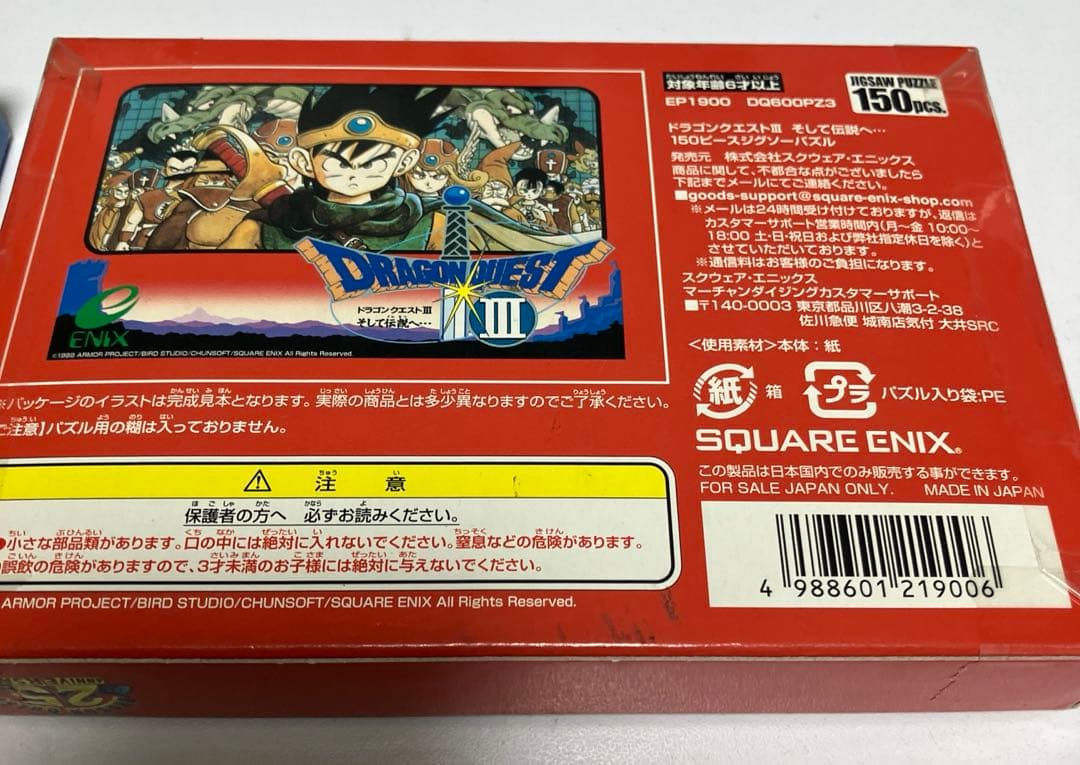 DRAGON QUEST
III
ドラゴンクエストIII
そして伝説へ…
ENIX
©1988 ARMOR PROJECT/BIRD STUDIO/CHUNSOFT/SQUARE ENIX All Rights Reserved.
※パッケージのイラストは完成見本となります。実際の商品とは多少異なりますのでご了承ください。
ご注意】パズル用の糊は入っておりません。
注意
保護者の方へ 必ずお読みください。
●小さな部品類があります。口の中には絶対に入れないでください。窒息などの危険があります。
誤飲の危険がありますので、3才未満のお子様には絶対に与えないでください。
ARMOR PROJECT/BIRD STUDIO/CHUNSOFT/SQUARE ENIX All Rights Reserved.
対象年齢6才以上
JIGSAW PUZZLE
150pcs.
EP1900 DQ600PZ3
ドラゴンクエストIII そして伝説へ…
150ピースジグソーパズル
発売元 株式会社スクウェア・エニックス
商品に関して、不都合な点がございましたら
下記までメールにてご連絡ください。
■goods-support@square-enix-shop.com
※メールは24時間受け付けておりますが、返信は
カスタマーサポート営業時間内(月〜金 10:00〜
18:00 土・日・祝日および弊社指定休日を除く)と
させていただいております。
※通信料はお客様のご負担になります。
スクウェア・エニックス
マーチャンダイジングカスタマーサポート
■〒140-0003 東京都品川区八潮3-2-38
佐川急便 城南店気付 大井SRC
<使用素材>本体:紙
紙 箱 プラ パズル入り袋:PE
SQUARE ENIX®
この製品は日本国内でのみ販売する事ができます。
FOR SALE JAPAN ONLY. MADE IN JAPAN
4 988601 219006
25